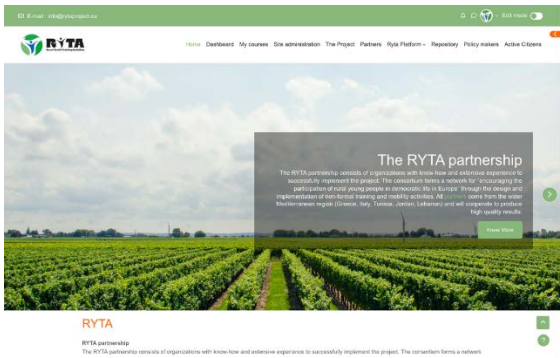 E-mail : info@rytaproject.eu
Edit mode
RYTA
Home Dashboard My courses Site administration The Project Partners Ryta Platform Repository Policy makers Active Citizens
The RYTA partnership
The RYTA partnership consists of organizations with know-how and extensive experience to
successfully implement the project. The consortium forms a network for "encouraging the
participation of rural young people in democratic life in Europe" through the design and
implementation of non-formal training and mobility activities. All partners come from the wider
Mediterranean region (Greece, Italy, Tunisia, Jordan, Lebanon) and will cooperate to produce
high quality results.
Know More
RYTA
RYTA partnership
The RYTA partnership consists of organizations with know-how and extensive experience to successfully implement the project. The consortium forms a network